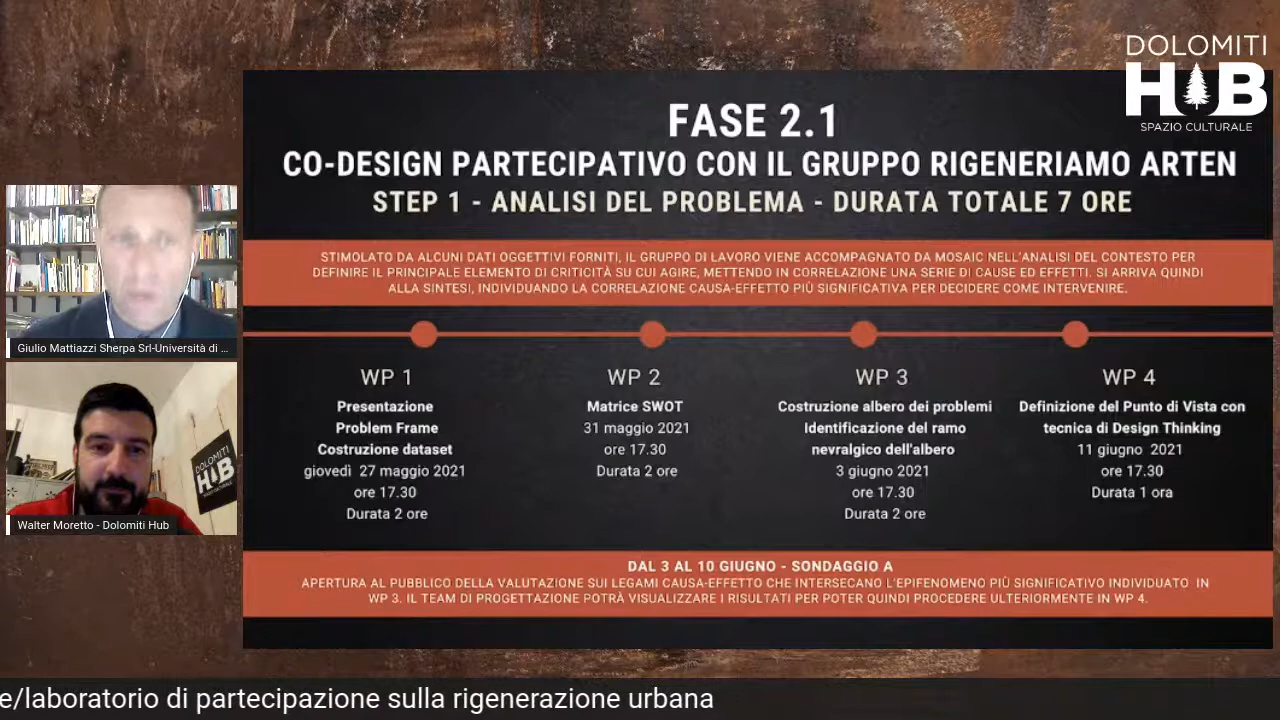 DOLOMITI
HUB
SPAZIO CULTURALE
FASE 2.1
CO-DESIGN PARTECIPATIVO CON IL GRUPPO RIGENERIAMO ARTEN
STEP 1 - ANALISI DEL PROBLEMA - DURATA TOTALE 7 ORE
STIMOLATO DA ALCUNI DATI OGGETTIVI FORNITI, IL GRUPPO DI LAVORO VIENE ACCOMPAGNATO DA MOSAIC NELL'ANALISI DEL CONTESTO PER
DEFINIRE IL PRINCIPALE ELEMENTO DI CRITICITÀ SU CUI AGIRE, METTENDO IN CORRELAZIONE UNA SERIE DI CAUSE ED EFFETTI. SI ARRIVA QUINDI
ALLA SINTESI, INDIVIDUANDO LA CORRELAZIONE CAUSA-EFFETTO PIÙ SIGNIFICATIVA PER DECIDERE COME INTERVENIRE.
WP 1
Presentazione
Problem Frame
Costruzione dataset
giovedì 27 maggio 2021
ore 17.30
Durata 2 ore
WP 2
Matrice SWOT
31 maggio 2021
ore 17.30
Durata 2 ore
WP 3
Costruzione albero dei problemi
Identificazione del ramo
nevralgico dell'albero
3 giugno 2021
ore 17.30
Durata 2 ore
WP 4
Definizione del Punto di Vista con
tecnica di Design Thinking
11 giugno 2021
ore 17.30
Durata 1 ora
DAL 3 AL 10 GIUGNO - SONDAGGIO A
APERTURA AL PUBBLICO DELLA VALUTAZIONE SUI LEGAMI CAUSA-EFFETTO CHE INTERSECANO L'EPIFENOMENO PIÙ SIGNIFICATIVO INDIVIDUATO IN
WP 3. IL TEAM DI PROGETTAZIONE POTRÀ VISUALIZZARE I RISULTATI PER POTER QUINDI PROCEDERE ULTERIORMENTE IN WP 4.
Giulio Mattiazzi Sherpa Srl-Università di ...
DOLOMITI
HUB
Walter Moretto - Dolomiti Hub
e/laboratorio di partecipazione sulla rigenerazione urbana